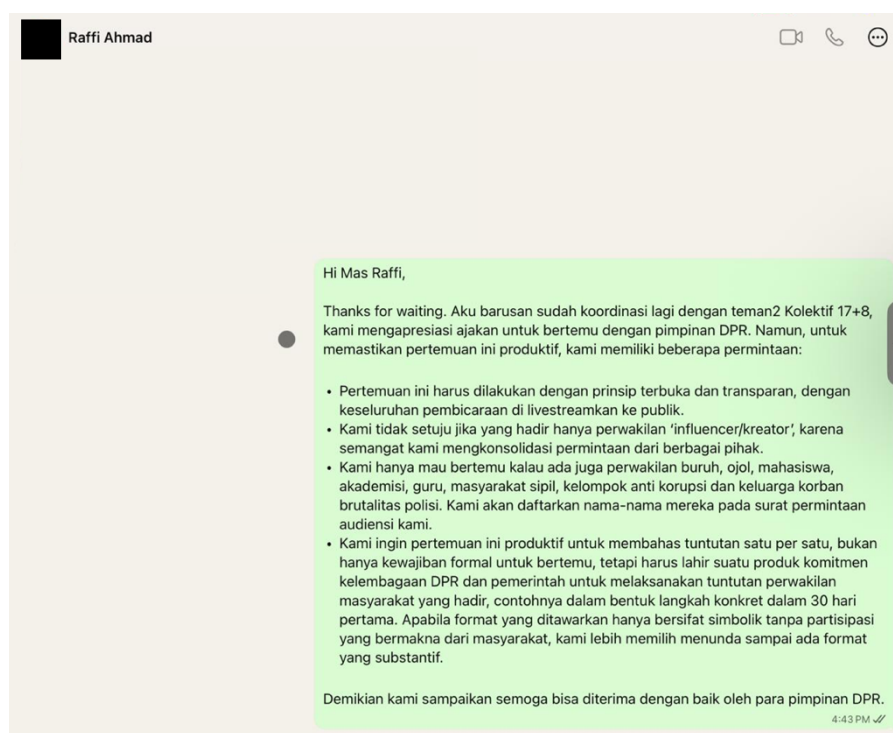 Raffi Ahmad
Hi Mas Raffi,
Thanks for waiting. Aku barusan sudah koordinasi lagi dengan teman2 Kolektif 17+8,
kami mengapresiasi ajakan untuk bertemu dengan pimpinan DPR. Namun, untuk
memastikan pertemuan ini produktif, kami memiliki beberapa permintaan:
• Pertemuan ini harus dilakukan dengan prinsip terbuka dan transparan, dengan
keseluruhan pembicaraan di livestreamkan ke publik.
• Kami tidak setuju jika yang hadir hanya perwakilan ‘influencer/kreator’, karena
semangat kami mengkonsolidasi permintaan dari berbagai pihak.
• Kami hanya mau bertemu kalau ada juga perwakilan buruh, ojol, mahasiswa,
akademisi, guru, masyarakat sipil, kelompok anti korupsi dan keluarga korban
brutalitas polisi. Kami akan daftarkan nama-nama mereka pada surat permintaan
audiensi kami.
• Kami ingin pertemuan ini produktif untuk membahas tuntutan satu per satu, bukan
hanya kewajiban formal untuk bertemu, tetapi harus lahir suatu produk komitmen
kelembagaan DPR dan pemerintah untuk melaksanakan tuntutan perwakilan
masyarakat yang hadir, contohnya dalam bentuk langkah konkret dalam 30 hari
pertama. Apabila format yang ditawarkan hanya bersifat simbolik tanpa partisipasi
yang bermakna dari masyarakat, kami lebih memilih menunda sampai ada format
yang substantif.
Demikian kami sampaikan semoga bisa diterima dengan baik oleh para pimpinan DPR.
4:43 PM